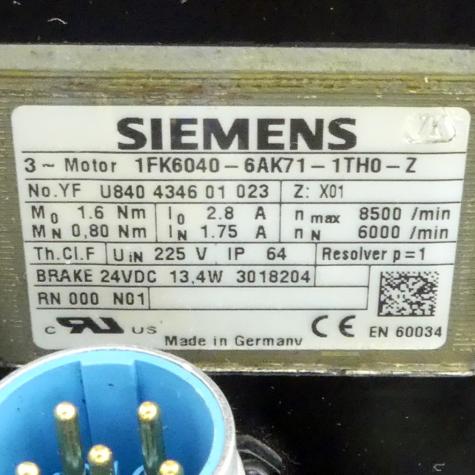 SIEMENS
3 ~ Motor 1FK6040-6AK71-1TH0-Z
No.YF U840 4346 01 023 Z: X01
M0 1.6 Nm I0 2.8 A n max 8500 /min
MN 0,80 Nm IN 1.75 A nN 6000 /min
Th.Cl.F UIN 225 V IP 64 Resolver p=1
BRAKE 24VDC 13,4W 3018204
RN 000 N01
c RU US CE EN 60034
Made in Germany